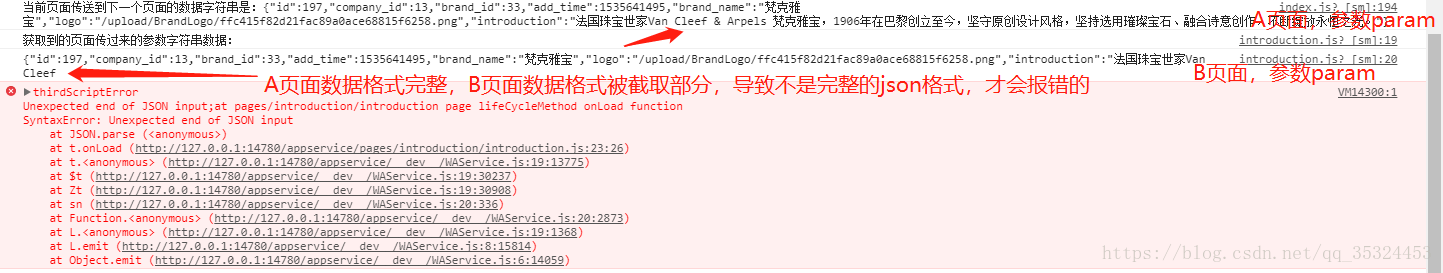 当前页面传送到下一个页面的数据字符串是：{"id":197,"company_id":13,"brand_id":33,"add_time":1535641495,"brand_name":"梵克雅 index.js? [sm]:194
宝","logo":"/upload/BrandLogo/ffc415f82d21fac89a0ace68815f6258.png","introduction":"法国珠宝世家Van Cleef & Arpels 梵克雅宝，1906年在巴黎创立至今，坚守原创设计风格，坚持选用璀璨宝石、融合诗意创作，
A页面，参数param
获取到的页面传过来的参数字符串数据： introduction.js? [sm]:19
{"id":197,"company_id":13,"brand_id":33,"add_time":1535641495,"brand_name":"梵克雅宝","logo":"/upload/BrandLogo/ffc415f82d21fac89a0ace68815f6258.png","introduction":"法国珠宝世家Van introduction.js? [sm]:20
Cleef
A页面数据格式完整，B页面数据格式被截取部分，导致不是完整的json格式，才会报错的
B页面，参数param
thirdScriptError VM14300:1
Unexpected end of JSON input;at pages/introduction/introduction page lifeCycleMethod onLoad function
SyntaxError: Unexpected end of JSON input
at JSON.parse (<anonymous>)
at t.onLoad (http://127.0.0.1:14780/appservice/pages/introduction/introduction.js:23:26)
at t.<anonymous> (http://127.0.0.1:14780/appservice/__dev__/WAService.js:19:13775)
at $t (http://127.0.0.1:14780/appservice/__dev__/WAService.js:19:30237)
at Zt (http://127.0.0.1:14780/appservice/__dev__/WAService.js:19:30908)
at sn (http://127.0.0.1:14780/appservice/__dev__/WAService.js:20:336)
at Function.<anonymous> (http://127.0.0.1:14780/appservice/__dev__/WAService.js:20:2873)
at L.<anonymous> (http://127.0.0.1:14780/appservice/__dev__/WAService.js:19:1368)
at L.emit (http://127.0.0.1:14780/appservice/__dev__/WAService.js:8:15814)
at Object.emit (http://127.0.0.1:14780/appservice/__dev__/WAService.js:6:14059)
https://blog.csdn.net/qq_35324453